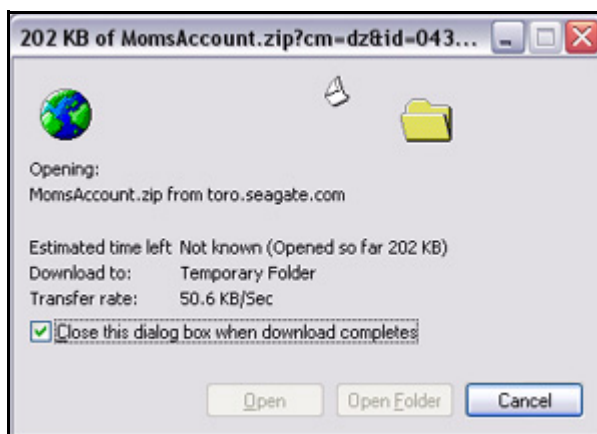 202 KB of MomsAccount.zip?cm=dz&id=043...
Opening:
MomsAccount.zip from toro.seagate.com
Estimated time left Not known (Opened so far 202 KB)
Download to: Temporary Folder
Transfer rate: 50.6 KB/Sec
Close this dialog box when download completes
Open Open Folder Cancel